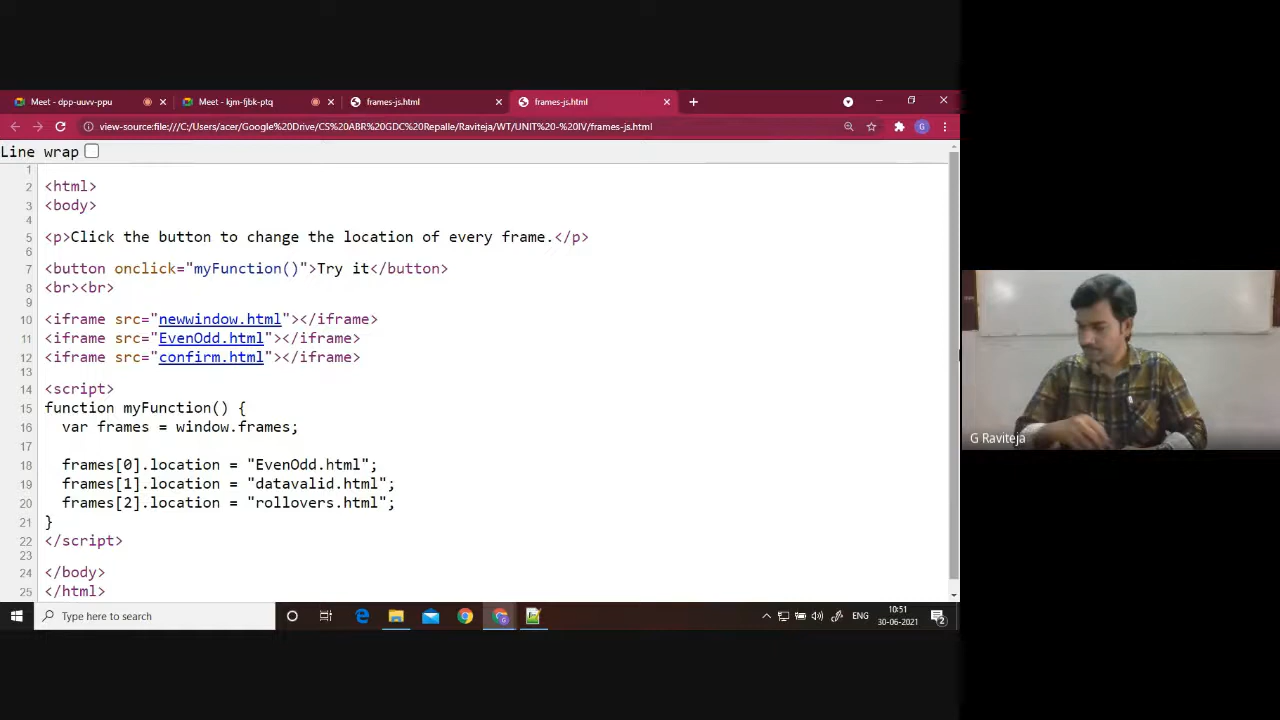 Meet - dpp-uuvv-ppu
Meet - kjm-fjbk-ptq
frames-js.html
frames-js.html
view-source:file:///C:/Users/acer/Google%20Drive/CS%20ABR%20GDC%20Repalle/Raviteja/WT/UNIT%20-%20IV/frames-js.html
G
Line wrap
1
2 <html>
3 <body>
4
5 <p>Click the button to change the location of every frame.</p>
6
7 <button onclick="myFunction()">Try it</button>
8 <br><br>
9
10 <iframe src="newwindow.html"></iframe>
11 <iframe src="EvenOdd.html"></iframe>
12 <iframe src="confirm.html"></iframe>
13
14 <script>
15 function myFunction() {
16 var frames = window.frames;
17
18 frames[0].location = "EvenOdd.html";
19 frames[1].location = "datavalid.html";
20 frames[2].location = "rollovers.html";
21 }
22 </script>
23
24 </body>
25 </html>
G Raviteja
Type here to search
ENG
10:51
30-06-2021
2